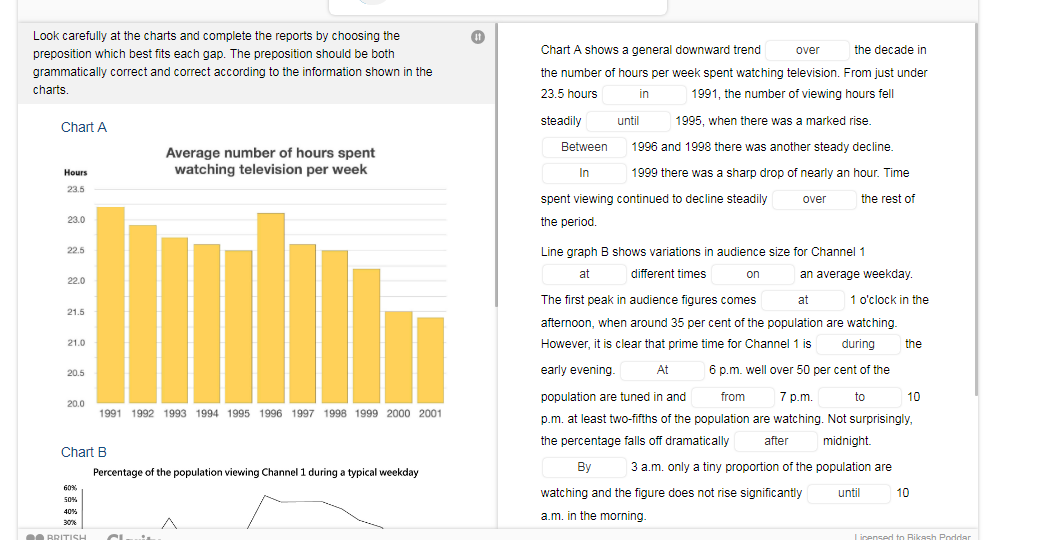 Look carefully at the charts and complete the reports by choosing the
preposition which best fits each gap. The preposition should be both
grammatically correct and correct according to the information shown in the
charts.
Chart A
Average number of hours spent
watching television per week
Hours
23.5
23.0
22.5
22.0
21.5
21.0
20.5
20.0
1991 1992 1993 1994 1995 1996 1997 1998 1999 2000 2001
Chart B
Percentage of the population viewing Channel 1 during a typical weekday
60%
50%
40%
30%
BRITISH Clarity
Chart A shows a general downward trend over the decade in
the number of hours per week spent watching television. From just under
23.5 hours in 1991, the number of viewing hours fell
steadily until 1995, when there was a marked rise.
Between 1996 and 1998 there was another steady decline.
In 1999 there was a sharp drop of nearly an hour. Time
spent viewing continued to decline steadily over the rest of
the period.
Line graph B shows variations in audience size for Channel 1
at different times on an average weekday.
The first peak in audience figures comes at 1 o'clock in the
afternoon, when around 35 per cent of the population are watching.
However, it is clear that prime time for Channel 1 is during the
early evening. At 6 p.m. well over 50 per cent of the
population are tuned in and from 7 p.m. to 10
p.m. at least two-fifths of the population are watching. Not surprisingly,
the percentage falls off dramatically after midnight.
By 3 a.m. only a tiny proportion of the population are
watching and the figure does not rise significantly until 10
a.m. in the morning.
Licensed to Bikash Poddar